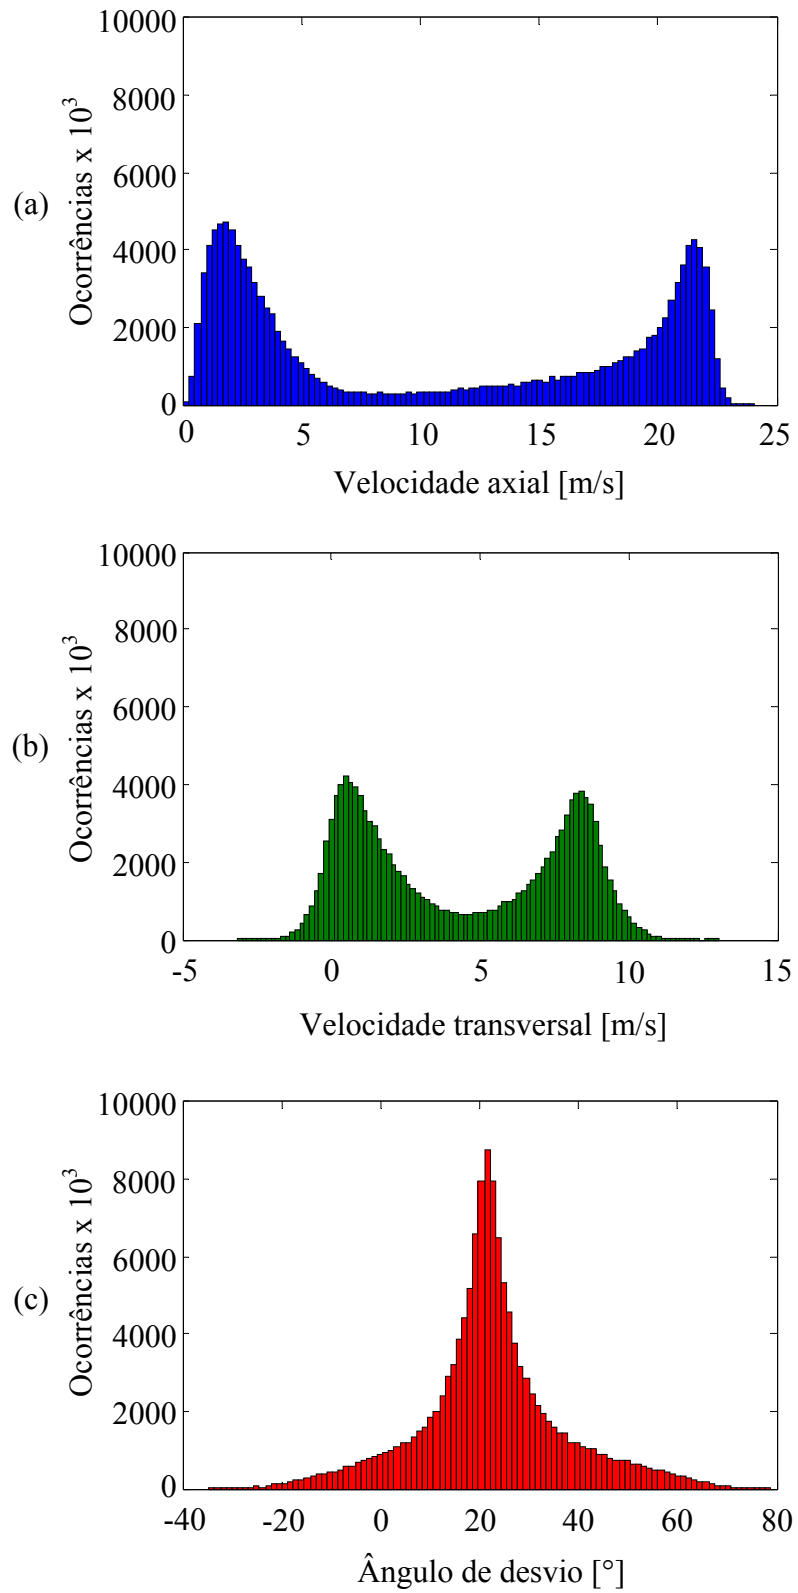 10000
8000
6000
4000
2000
0
(a)
Ocorrências x 10³
0 5 10 15 20 25
Velocidade axial [m/s]
10000
8000
6000
4000
2000
0
(b)
Ocorrências x 10³
-5 0 5 10 15
Velocidade transversal [m/s]
10000
8000
6000
4000
2000
0
(c)
Ocorrências x 10³
-40 -20 0 20 40 60 80
Ângulo de desvio [°]